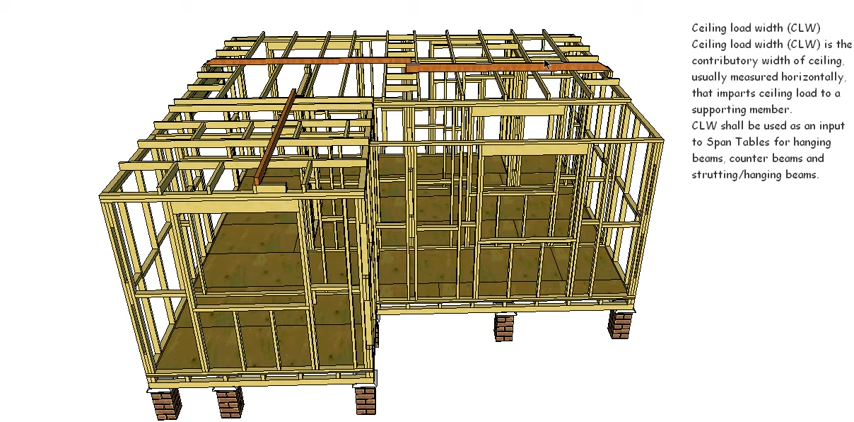 Ceiling load width (CLW)
Ceiling load width (CLW) is the
contributory width of ceiling,
usually measured horizontally,
that imparts ceiling load to a
supporting member.
CLW shall be used as an input
to Span Tables for hanging
beams, counter beams and
strutting/hanging beams.